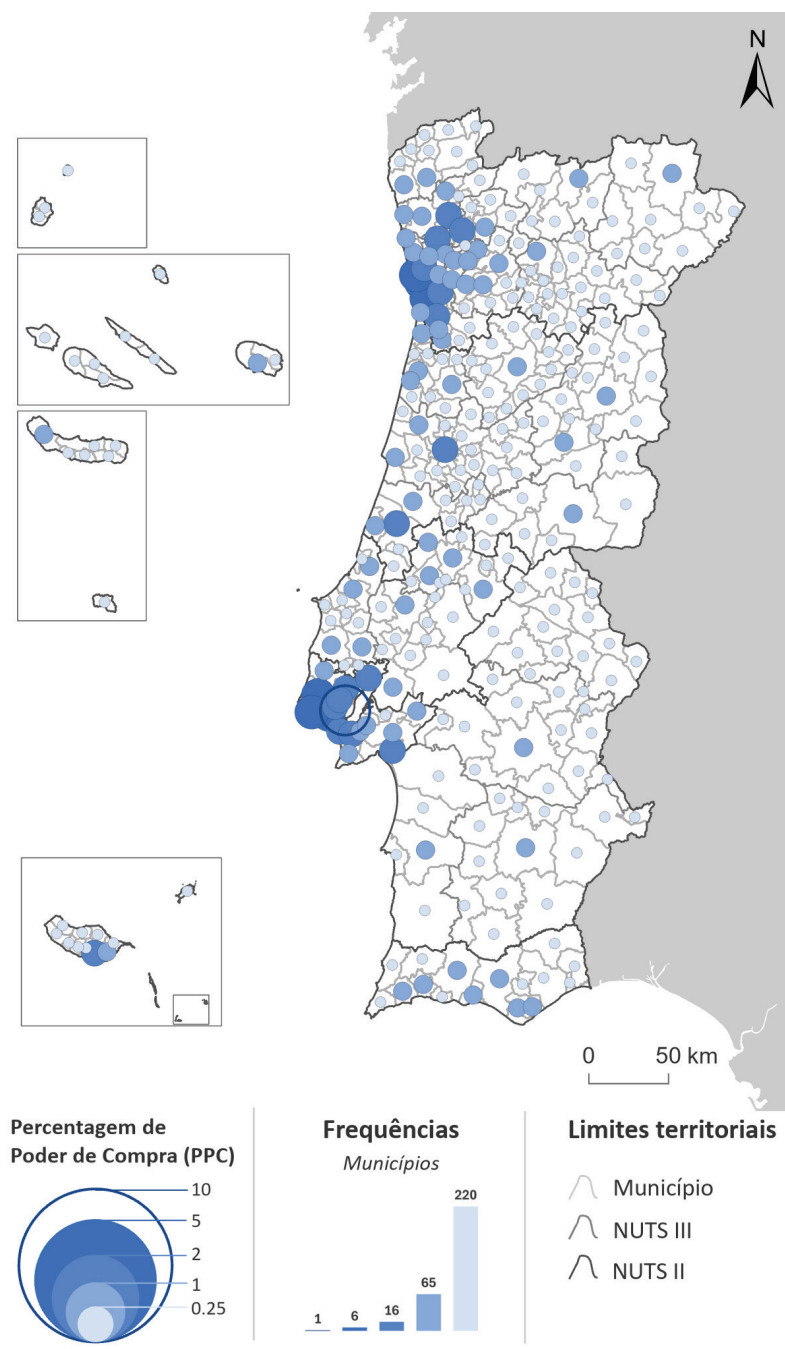 N
0 50 km
Percentagem de
Poder de Compra (PPC)
10
5
2
1
0.25
Frequências
Municípios
1 6 16 65 220
Limites territoriais
Município
NUTS III
NUTS II